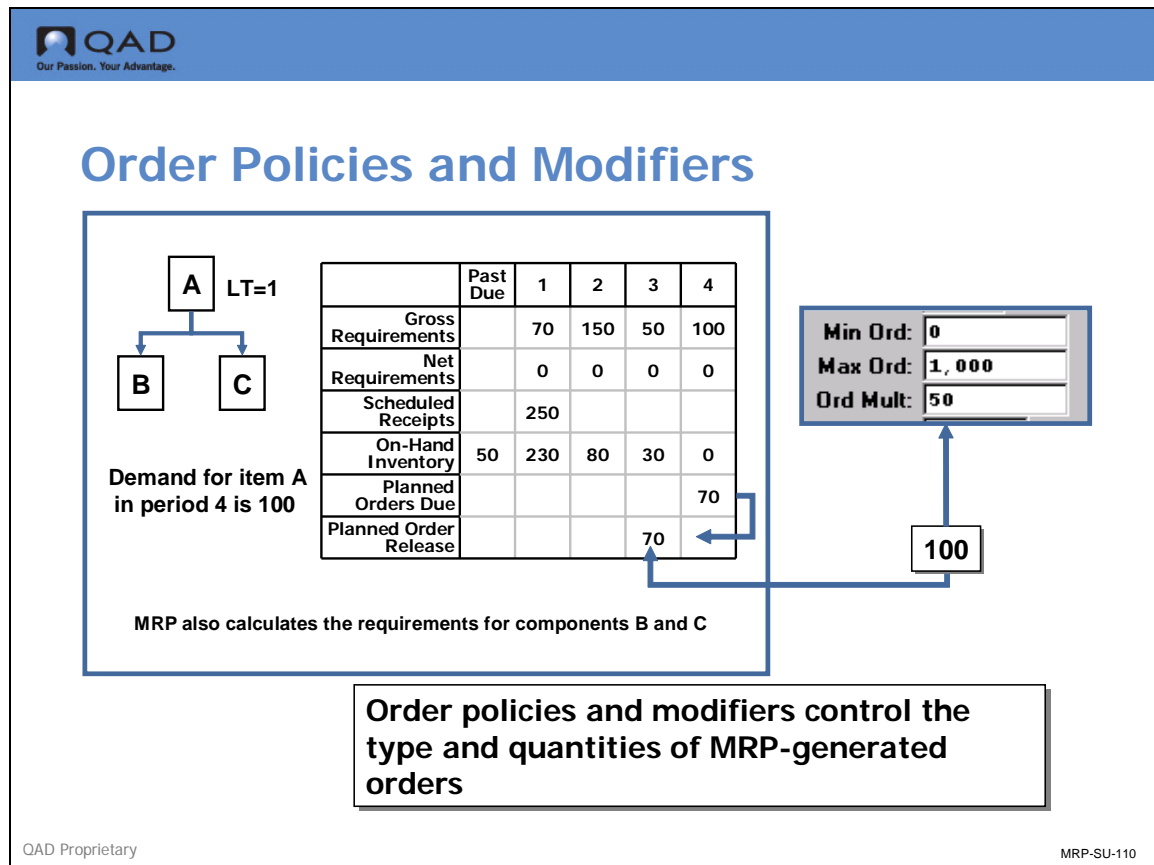 QAD
Our Passion. Your Advantage.
Order Policies and Modifiers
A LT=1
B C
Demand for item A
in period 4 is 100
Past Due 1 2 3 4
Gross Requirements 70 150 50 100
Net Requirements 0 0 0 0
Scheduled Receipts 250
On-Hand Inventory 50 230 80 30 0
Planned Orders Due 70
Planned Order Release 70
MRP also calculates the requirements for components B and C
Min Ord: 0
Max Ord: 1,000
Ord Mult: 50
100
Order policies and modifiers control the
type and quantities of MRP-generated
orders
QAD Proprietary
MRP-SU-110